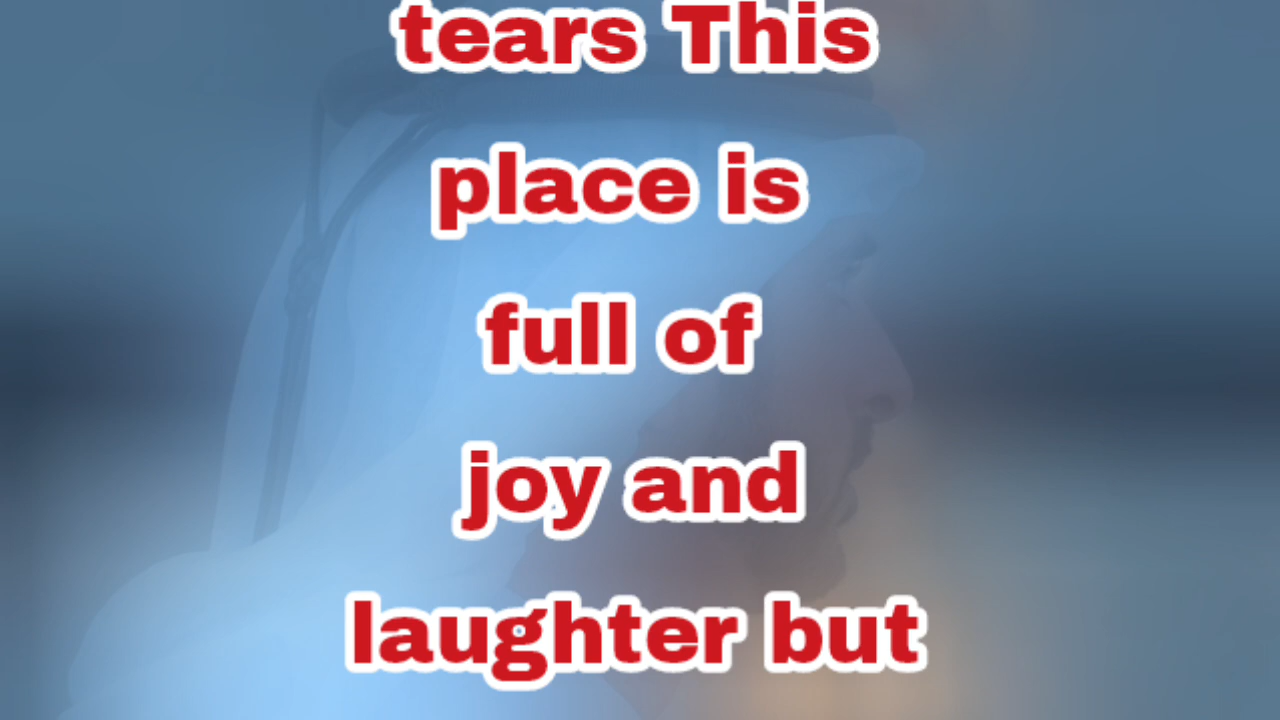 tears This
place is
full of
joy and
laughter but